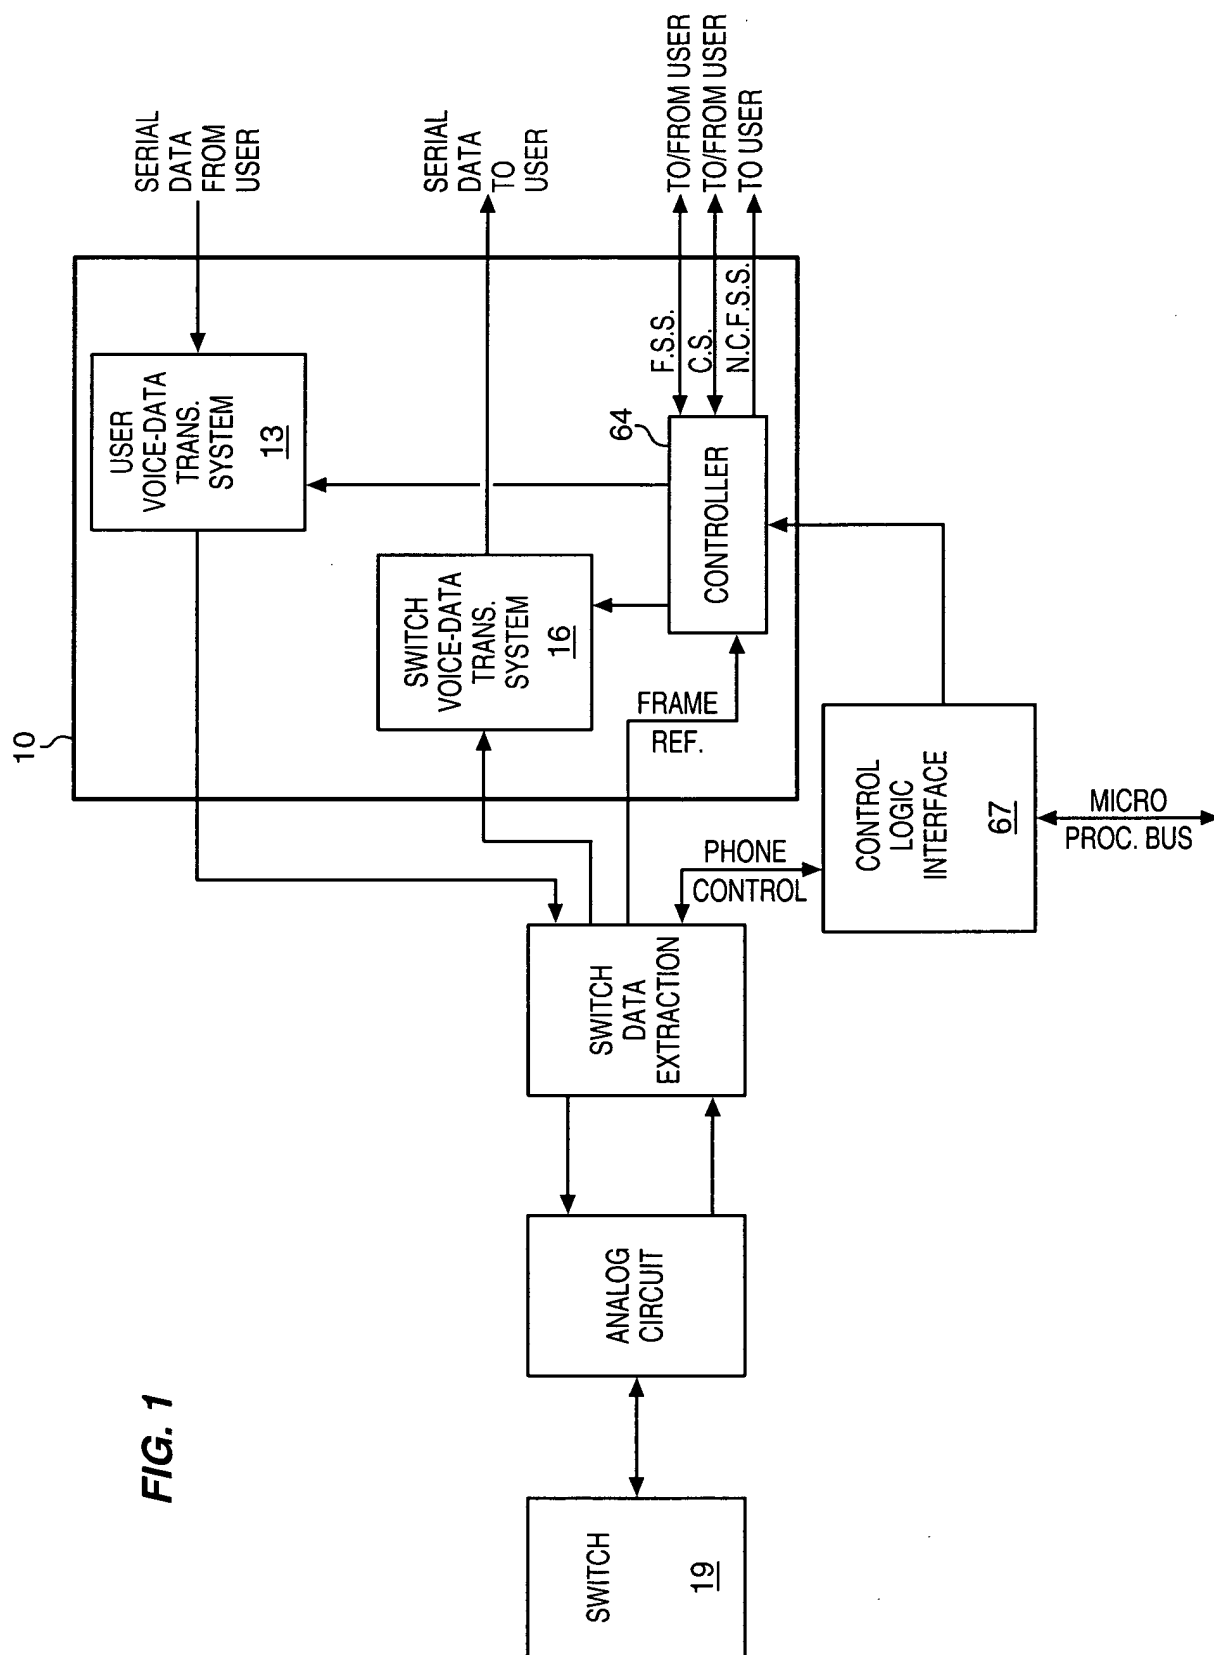 FIG. 1
10
SERIAL
DATA
FROM
USER
USER
VOICE-DATA
TRANS.
SYSTEM
13
SERIAL
DATA
TO
USER
SWITCH
VOICE-DATA
TRANS.
SYSTEM
16
64
CONTROLLER
F.S.S.
C.S.
N.C.F.S.S.
TO/FROM USER
TO/FROM USER
TO USER
FRAME
REF.
SWITCH
19
ANALOG
CIRCUIT
SWITCH
DATA
EXTRACTION
PHONE
CONTROL
CONTROL
LOGIC
INTERFACE
67
MICRO
PROC. BUS